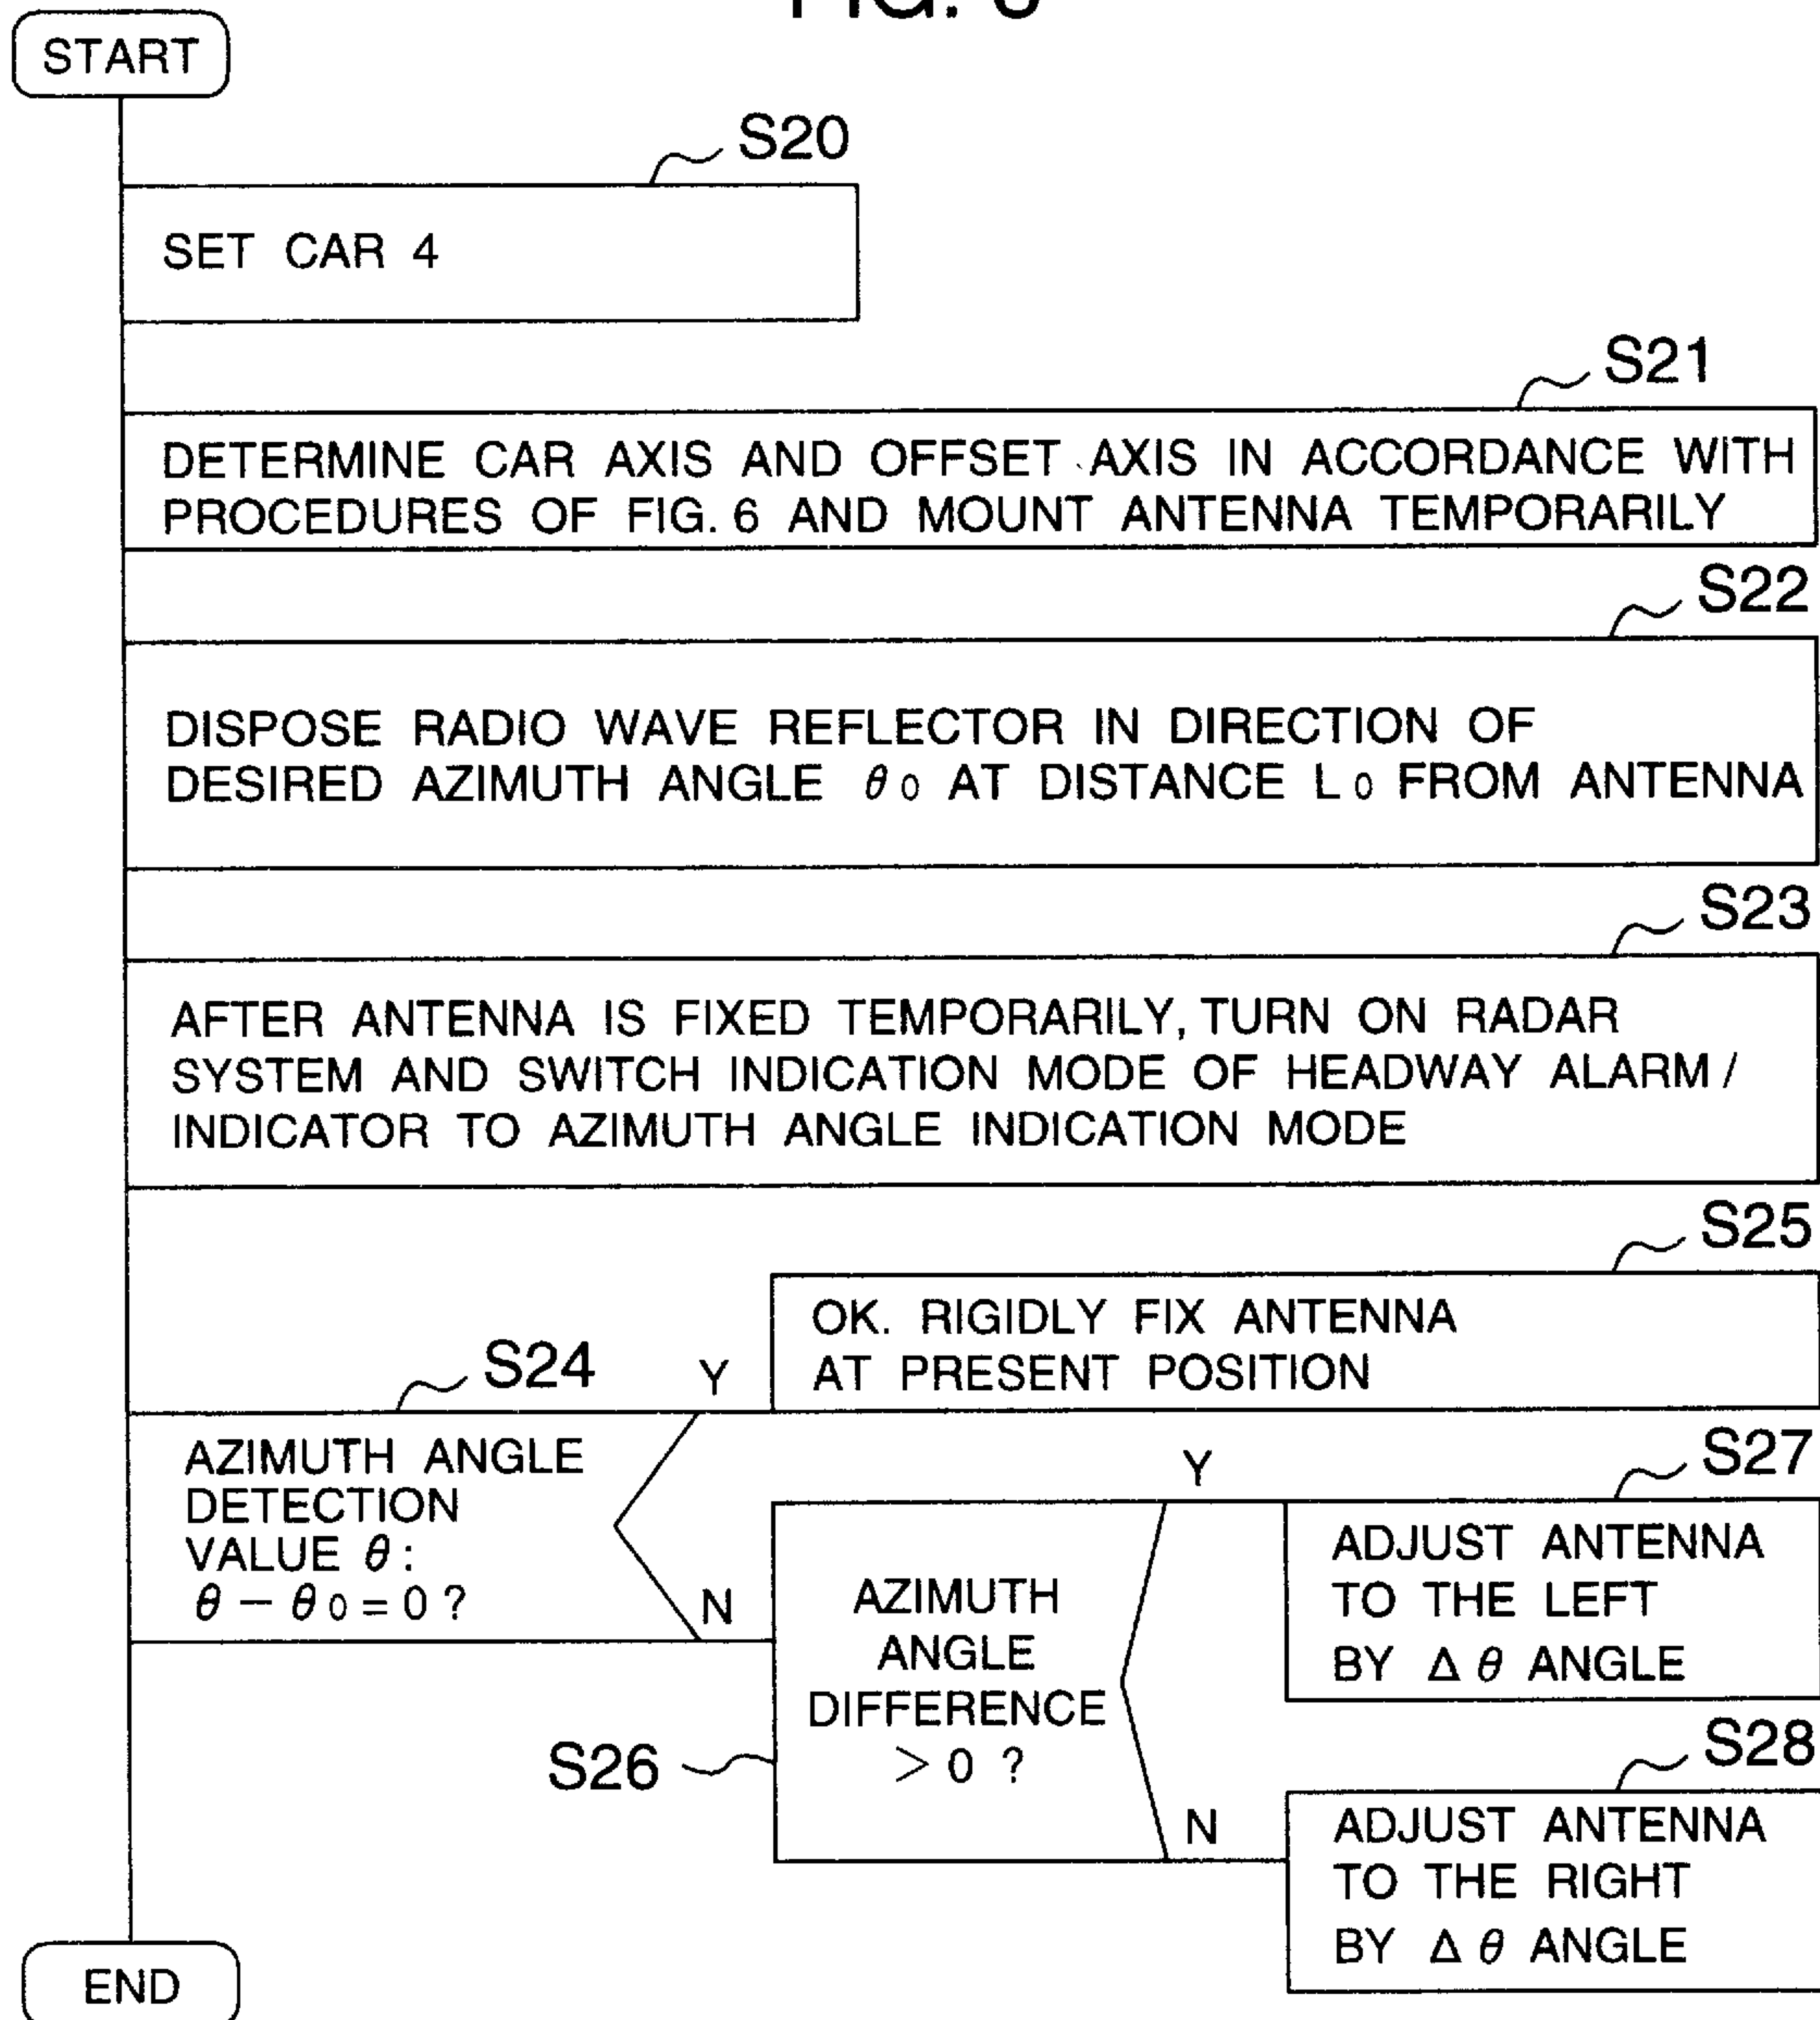 FIG.
START
S20
SET CAR 4
S21
DETERMINE CAR AXIS AND OFFSET AXIS IN ACCORDANCE WITH
PROCEDURES OF FIG. 6 AND MOUNT ANTENNA TEMPORARILY
S22
DISPOSE RADIO WAVE REFLECTOR IN DIRECTION OF
DESIRED AZIMUTH ANGLE θ0 AT DISTANCE L0 FROM ANTENNA
S23
AFTER ANTENNA IS FIXED TEMPORARILY, TURN ON RADAR
SYSTEM AND SWITCH INDICATION MODE OF HEADWAY ALARM /
INDICATOR TO AZIMUTH ANGLE INDICATION MODE
S25
OK. RIGIDLY FIX ANTENNA
AT PRESENT POSITION
S24
Y
AZIMUTH ANGLE
DETECTION
VALUE θ :
θ − θ0 = 0 ?
N
S26
AZIMUTH
ANGLE
DIFFERENCE
> 0 ?
Y
S27
ADJUST ANTENNA
TO THE LEFT
BY Δ θ ANGLE
N
S28
ADJUST ANTENNA
TO THE RIGHT
BY Δ θ ANGLE
END